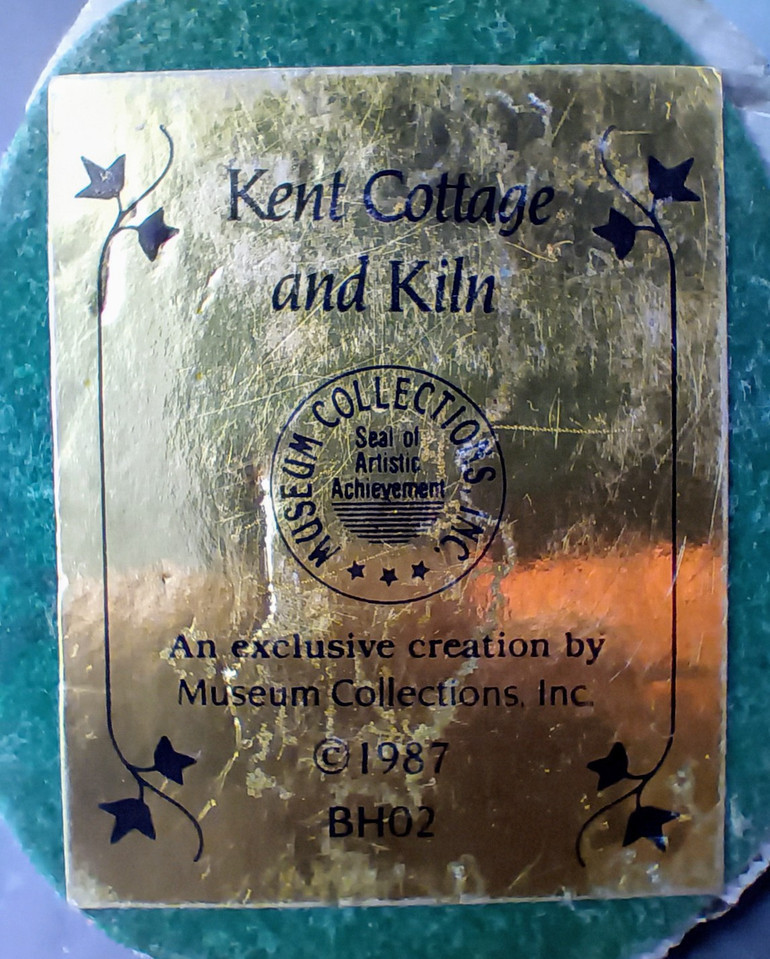 Kent Cottage
and Kiln
MUSEUM COLLECTIONS, INC.
Seal of
Artistic
Achievement
An exclusive creation by
Museum Collections, Inc.
©1987
BH02